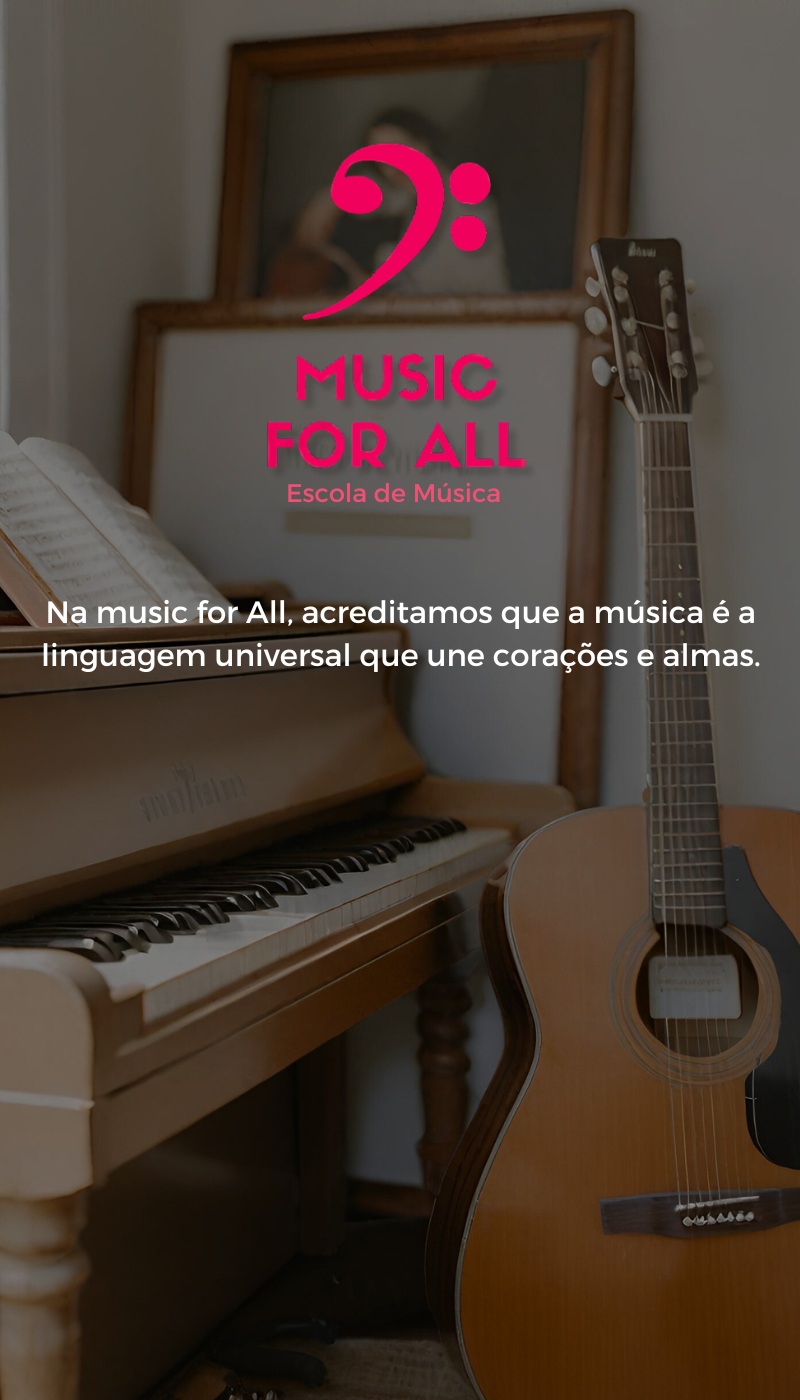 MUSIC
FOR ALL
Escola de Música
Na music for All, acreditamos que a música é a
linguagem universal que une corações e almas.